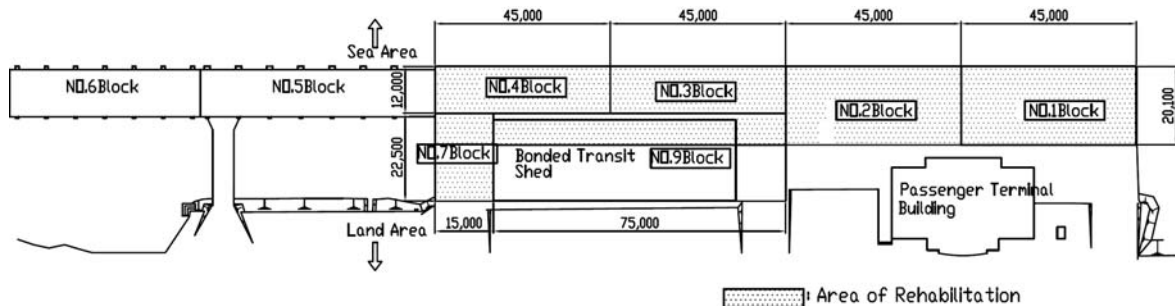 45,000 45,000 45,000 45,000
Sea Area
NO.6Block NO.5Block 12,000 NO.4Block NO.3Block NO.2Block NO.1Block 20,100
22,500 NO.7Block Bonded Transit
Shed NO.9Block
Passenger Terminal
Building
Land Area 15,000 75,000
: Area of Rehabilitation